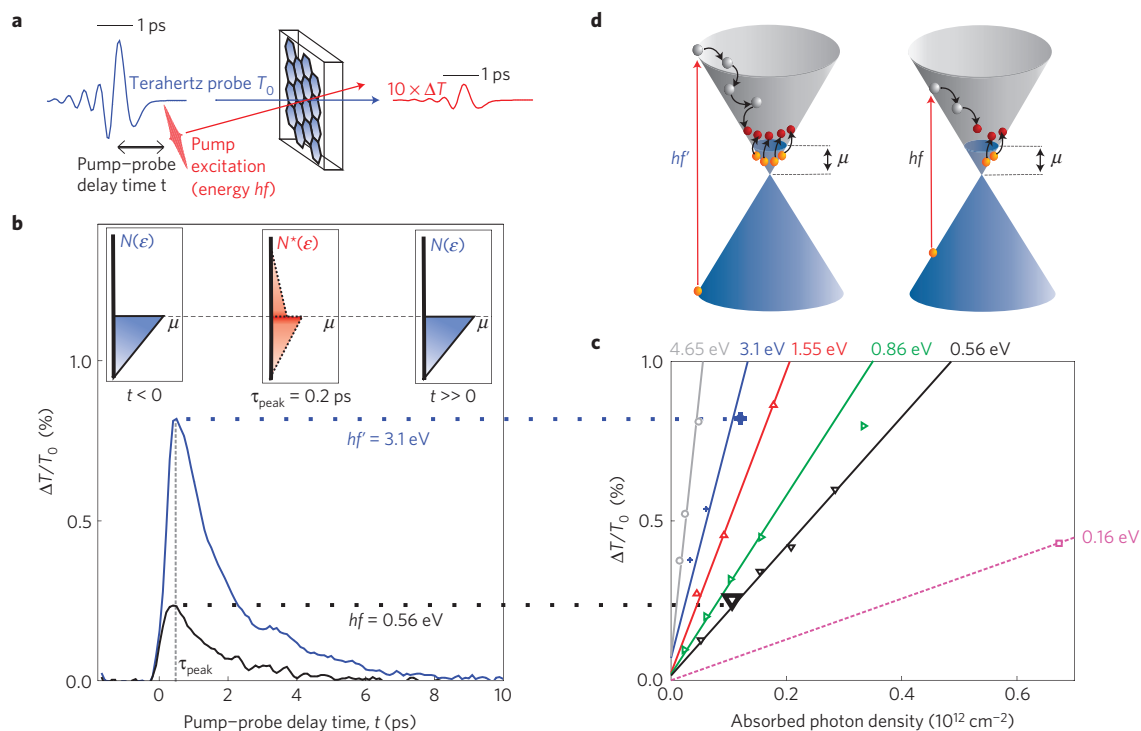 a
1 ps
Terahertz probe T₀
1 ps
10 × ΔT
Pump
excitation
(energy hf)
Pump–probe
delay time t
b
N(ε)
N*(ε)
N(ε)
μ
μ
μ
t < 0
τpeak = 0.2 ps
t >> 0
hf′ = 3.1 eV
hf = 0.56 eV
τpeak
1.0
0.5
0.0
ΔT/T₀ (%)
0
2
4
6
8
10
Pump–probe delay time, t (ps)
d
hf′
μ
hf
μ
c
4.65 eV
3.1 eV
1.55 eV
0.86 eV
0.56 eV
0.16 eV
1.0
0.5
0.0
ΔT/T₀ (%)
0.0
0.2
0.4
0.6
Absorbed photon density (10¹² cm⁻²)